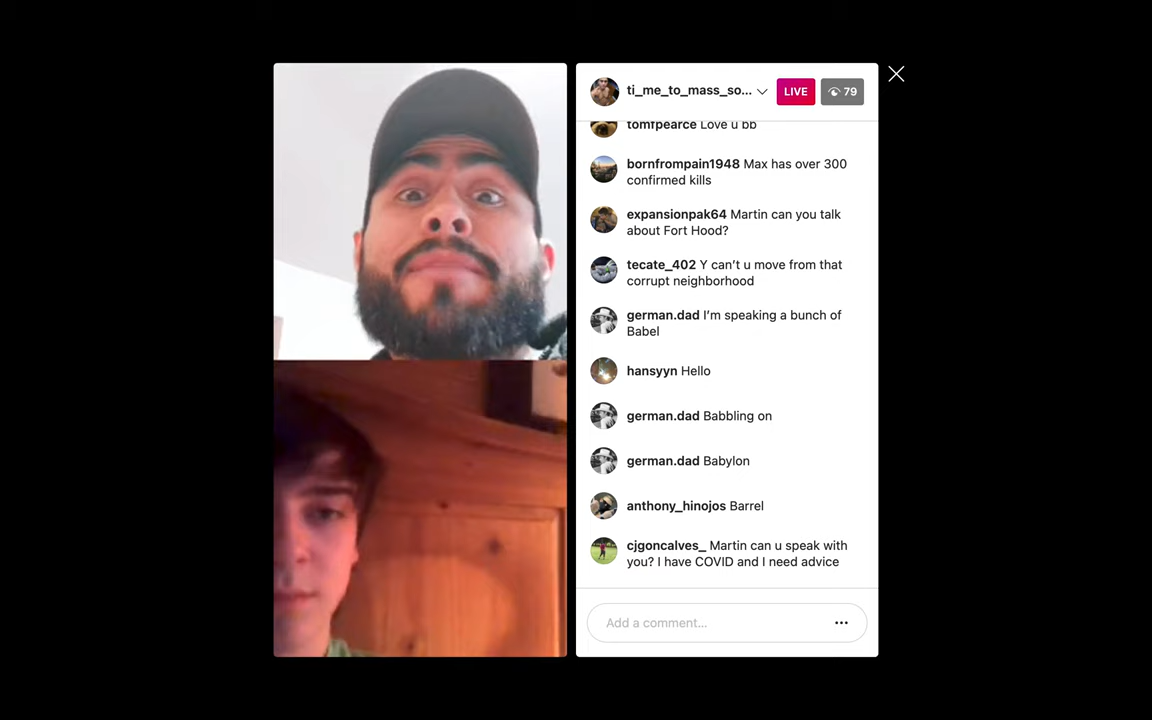 ti_me_to_mass_so...
LIVE
79
tomfpearce Love u bb
bornfrompain1948 Max has over 300
confirmed kills
expansionpak64 Martin can you talk
about Fort Hood?
tecate_402 Y can't u move from that
corrupt neighborhood
german.dad I'm speaking a bunch of
Babel
hansyyn Hello
german.dad Babbling on
german.dad Babylon
anthony_hinojos Barrel
cjgoncalves_ Martin can u speak with
you? I have COVID and I need advice
Add a comment...